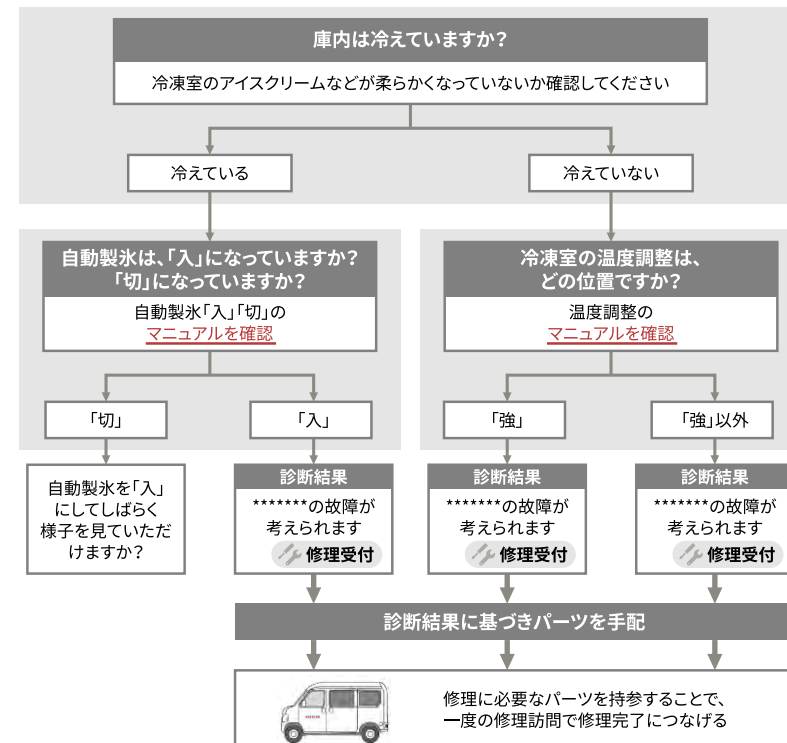 庫内は冷えていますか?
冷凍室のアイスクリームなどが柔らかくなっていないか確認してください
冷えている
冷えていない
自動製氷は、「入」になっていますか?
「切」になっていますか?
自動製氷「入」「切」の
マニュアルを確認
冷凍室の温度調整は、
どの位置ですか?
温度調整の
マニュアルを確認
「切」
「入」
「強」
「強」以外
自動製氷を「入」
にしてしばらく
様子を見ていただ
けますか?
診断結果
*******の故障が
考えられます
修理受付
診断結果
*******の故障が
考えられます
修理受付
診断結果
*******の故障が
考えられます
修理受付
診断結果に基づきパーツを手配
修理に必要なパーツを持参することで、
一度の修理訪問で修理完了につなげる